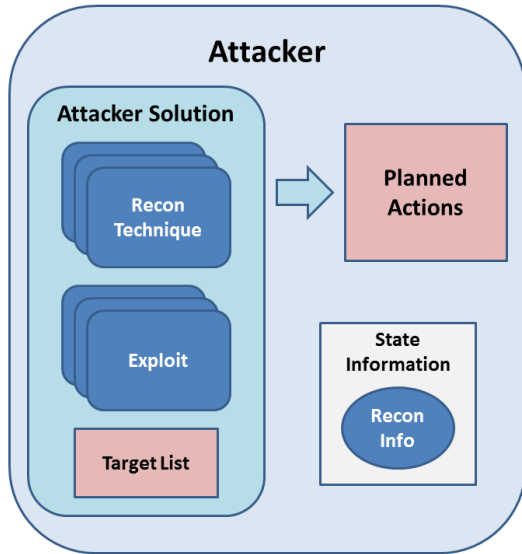 Attacker
Attacker Solution
Recon
Technique
Exploit
Target List
Planned
Actions
State
Information
Recon
Info